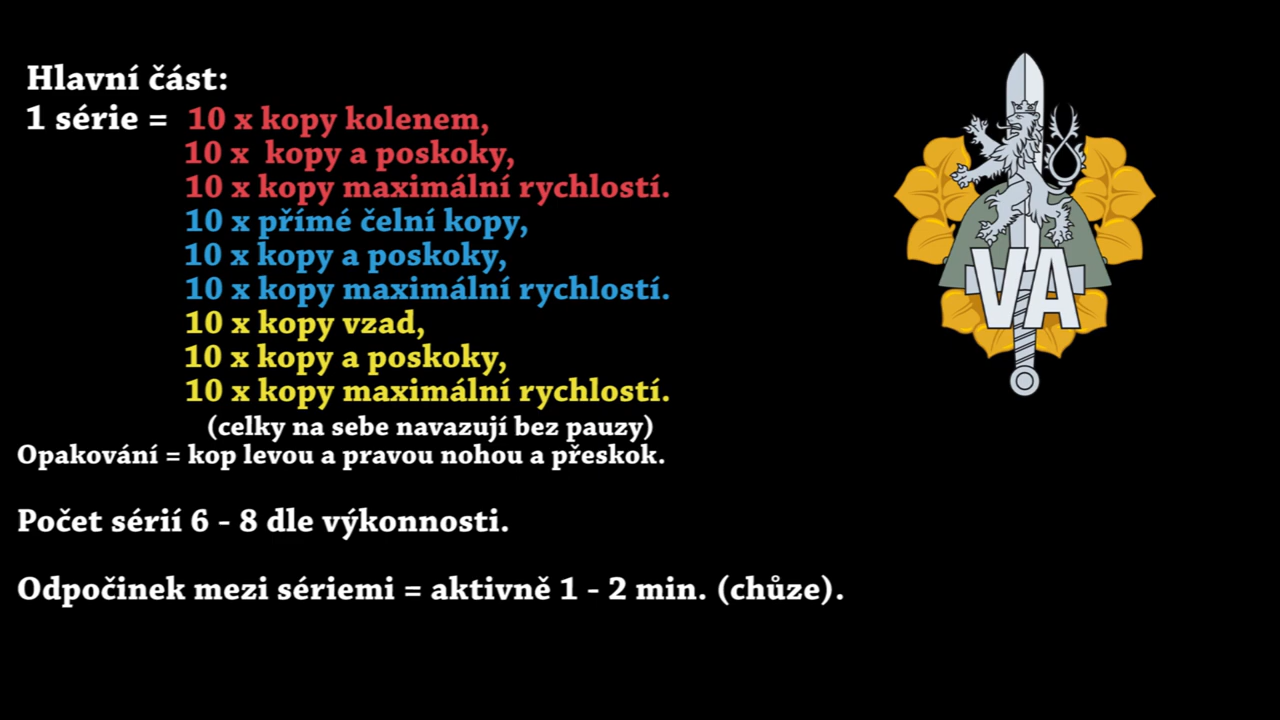 Hlavní část:
1 série = 10 x kopy kolenem,
10 x kopy a poskoky,
10 x kopy maximální rychlostí.
10 x přímé čelní kopy,
10 x kopy a poskoky,
10 x kopy maximální rychlostí.
10 x kopy vzad,
10 x kopy a poskoky,
10 x kopy maximální rychlostí.
(celky na sebe navazují bez pauzy)
Opakování = kop levou a pravou nohou a přeskok.
Počet sérií 6 - 8 dle výkonnosti.
Odpočinek mezi sériemi = aktivně 1 - 2 min. (chůze).
VA